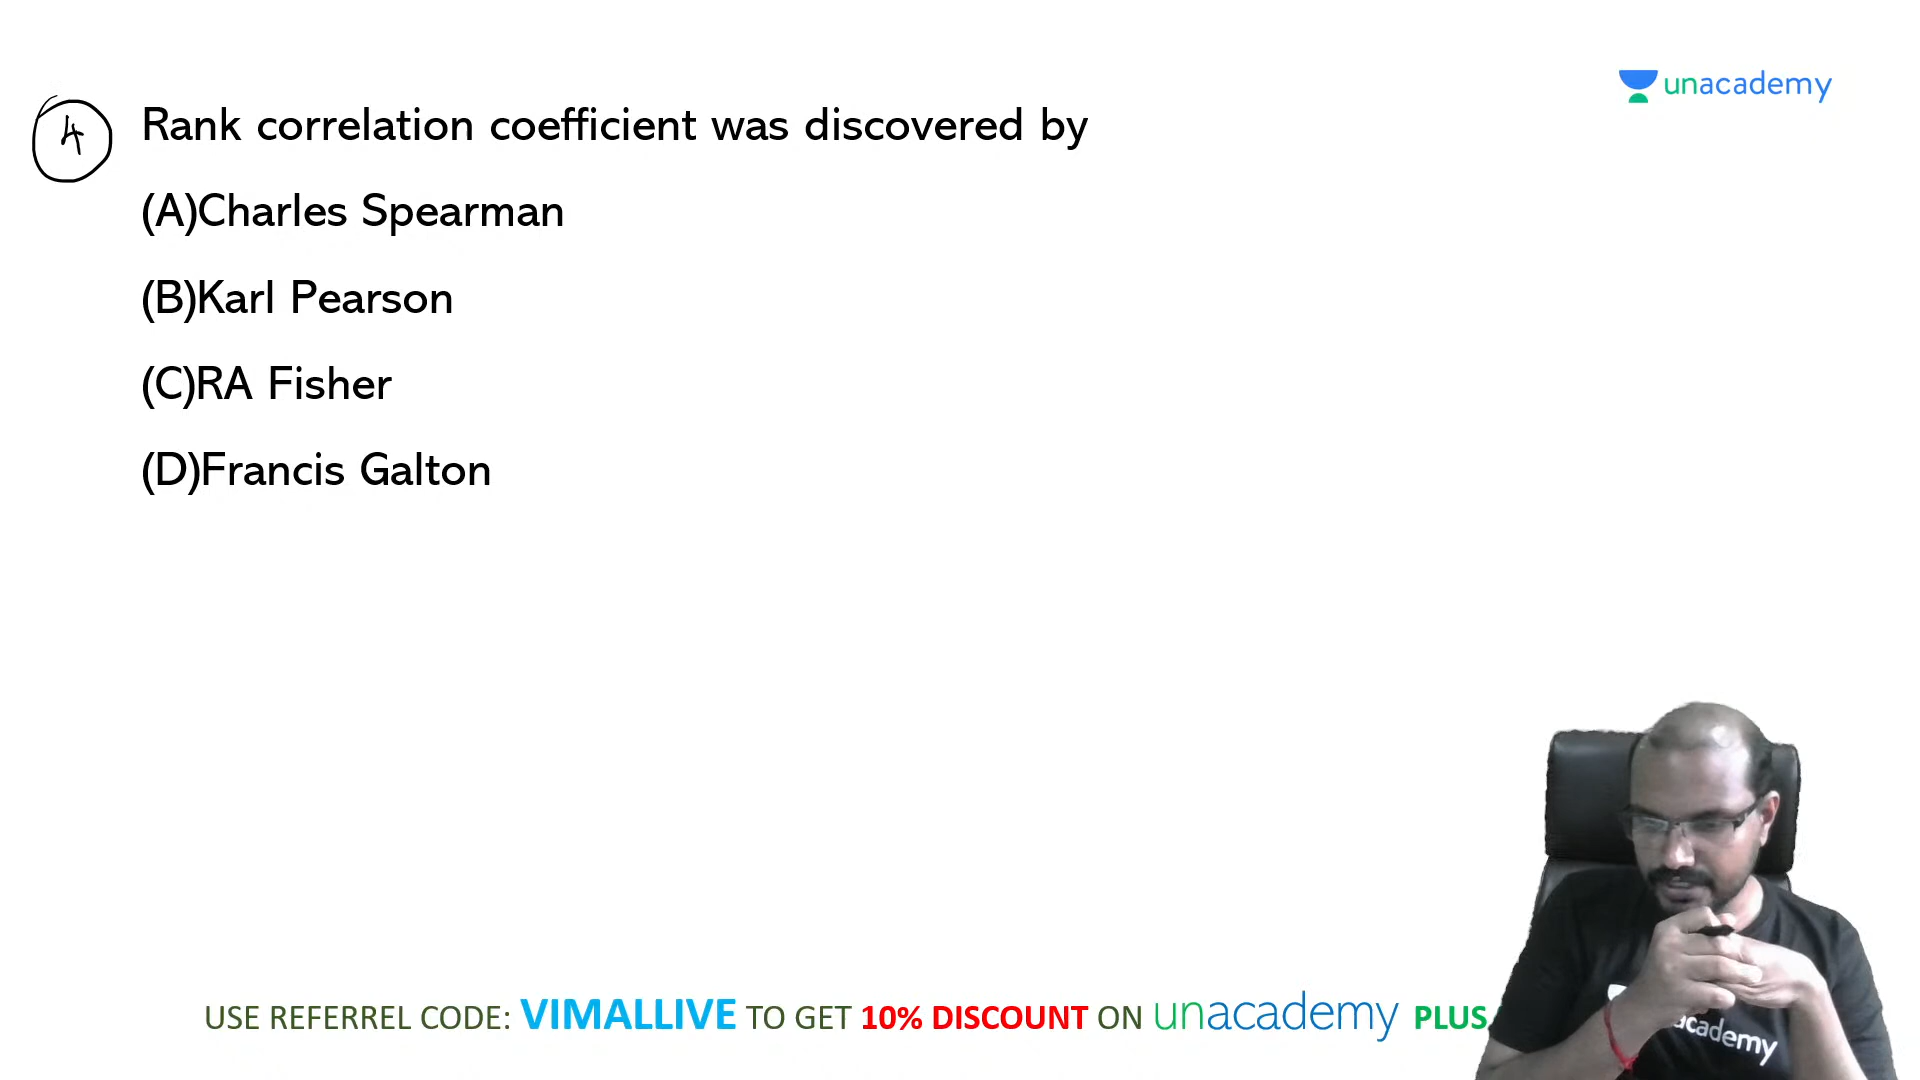 unacademy
4 Rank correlation coefficient was discovered by
(A)Charles Spearman
(B)Karl Pearson
(C)RA Fisher
(D)Francis Galton
USE REFERREL CODE: VIMALLIVE TO GET 10% DISCOUNT ON unacademy PLUS
academy